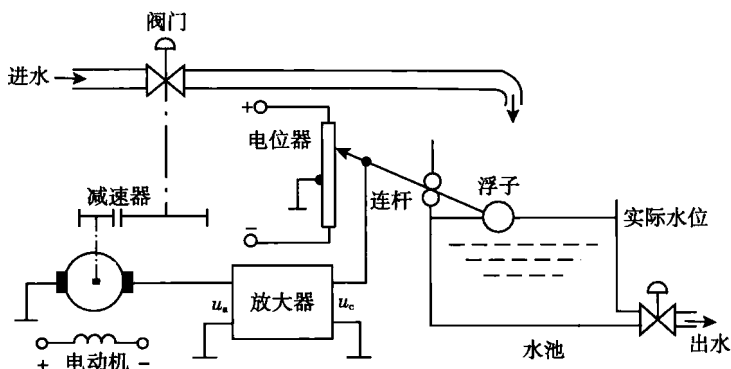 阀门
进水
+
电位器
减速器
连杆
浮子
实际水位
−
uₐ
放大器
u_c
+ 电动机 −
水池
出水